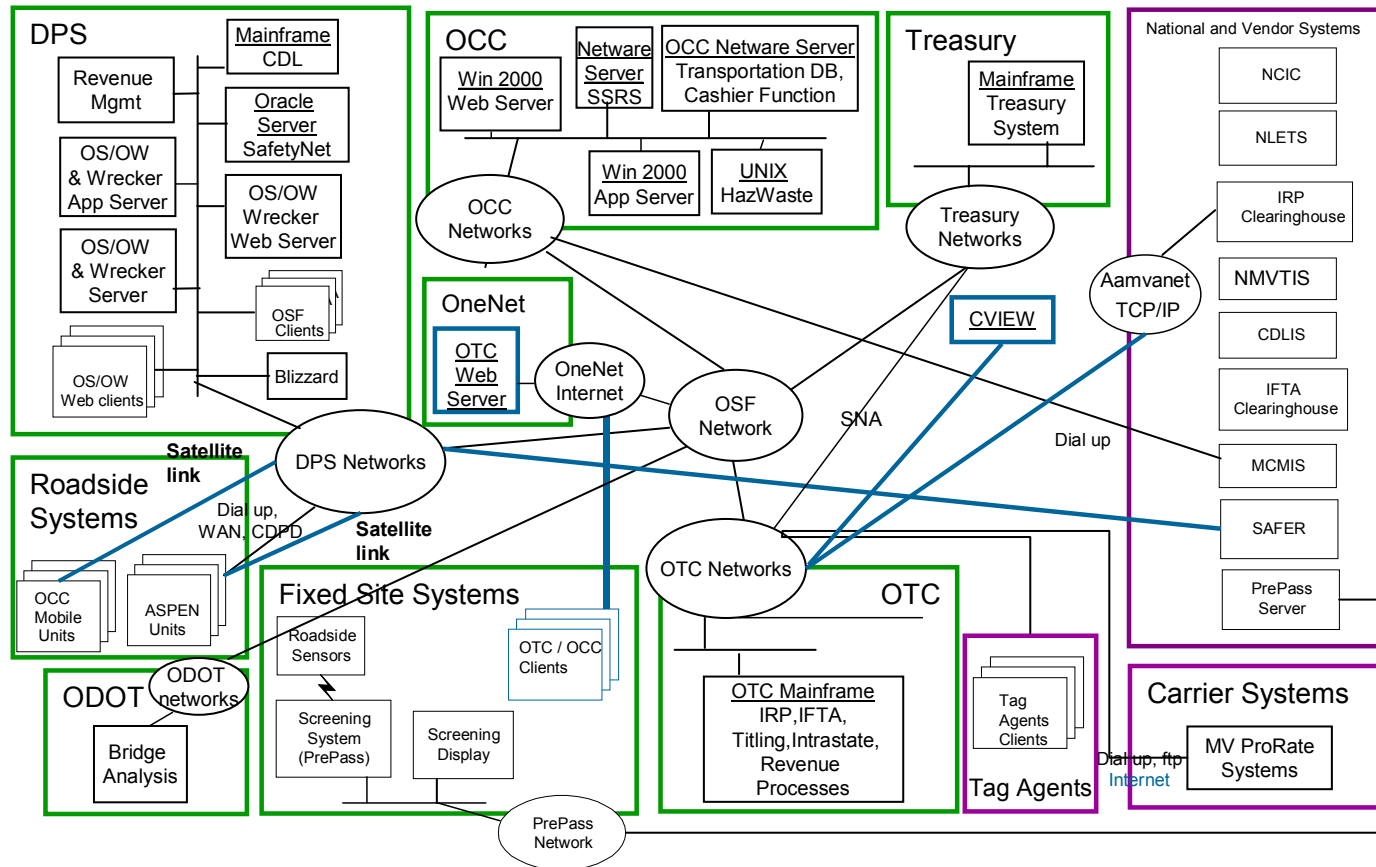 DPS
Mainframe
CDL
Revenue
Mgmt
Oracle
Server
SafetyNet
OS/OW
& Wrecker
App Server
OS/OW
Wrecker
Web Server
OS/OW
& Wrecker
Server
OSF
Clients
OS/OW
Web clients
Blizzard
OCC
Win 2000
Web Server
Netware
Server
SSRS
OCC Netware Server
Transportation DB,
Cashier Function
Win 2000
App Server
UNIX
HazWaste
OCC
Networks
Treasury
Mainframe
Treasury
System
Treasury
Networks
National and Vendor Systems
NCIC
NLETS
IRP
Clearinghouse
NMVTIS
CDLIS
IFTA
Clearinghouse
MCMIS
SAFER
PrePass
Server
Aamvanet
TCP/IP
OneNet
OTC
Web
Server
OneNet
Internet
CVIEW
OSF
Network
SNA
Dial up
DPS Networks
Satellite
link
Roadside
Systems
Dial up,
WAN, CDPD
Satellite
link
OCC
Mobile
Units
ASPEN
Units
ODOT
networks
ODOT
Bridge
Analysis
Fixed Site Systems
Roadside
Sensors
OTC / OCC
Clients
Screening
System
(PrePass)
Screening
Display
PrePass
Network
OTC Networks
OTC
OTC Mainframe
IRP,IFTA,
Titling,Intrastate,
Revenue
Processes
Tag
Agents
Clients
Tag Agents
Carrier Systems
MV ProRate
Systems
Dial up, ftp
Internet